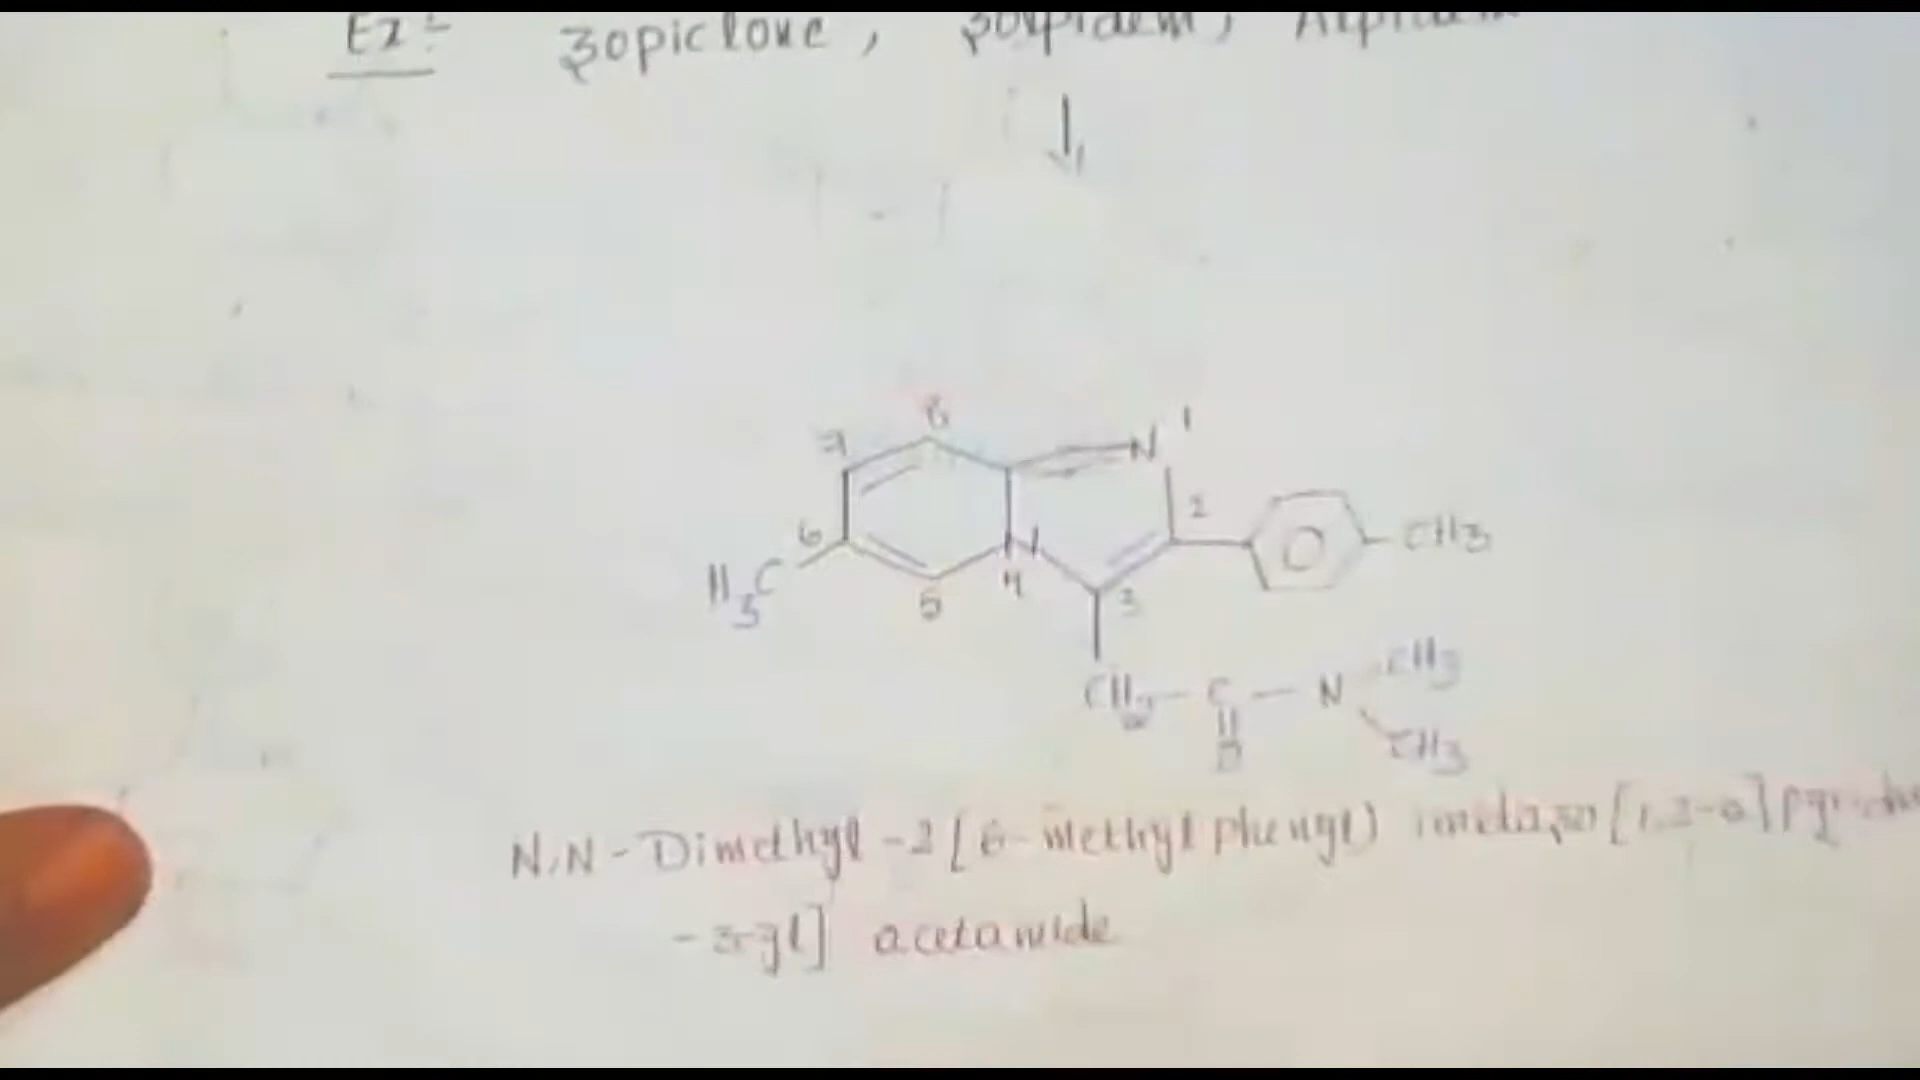 Ex:- zopiclone, zolpidem, Alpidem
8
7
N 1
6
2
CH3
H3C
5
N
4
3
CH2 - C - N
CH3
O
CH3
N,N-Dimethyl-2[6-methyl phenyl) imidazo[1,2-a]
-3-yl] acetamide